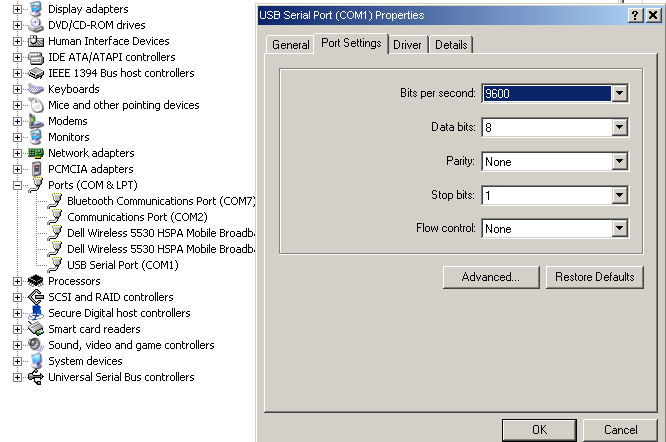 Display adapters
DVD/CD-ROM drives
Human Interface Devices
IDE ATA/ATAPI controllers
IEEE 1394 Bus host controllers
Keyboards
Mice and other pointing devices
Modems
Monitors
Network adapters
PCMCIA adapters
Ports (COM & LPT)
Bluetooth Communications Port (COM7)
Communications Port (COM2)
Dell Wireless 5530 HSPA Mobile Broadb
Dell Wireless 5530 HSPA Mobile Broadb
USB Serial Port (COM1)
Processors
SCSI and RAID controllers
Secure Digital host controllers
Smart card readers
Sound, video and game controllers
System devices
Universal Serial Bus controllers
USB Serial Port (COM1) Properties
General Port Settings Driver Details
Bits per second: 9600
Data bits: 8
Parity: None
Stop bits: 1
Flow control: None
Advanced... Restore Defaults
OK Cancel